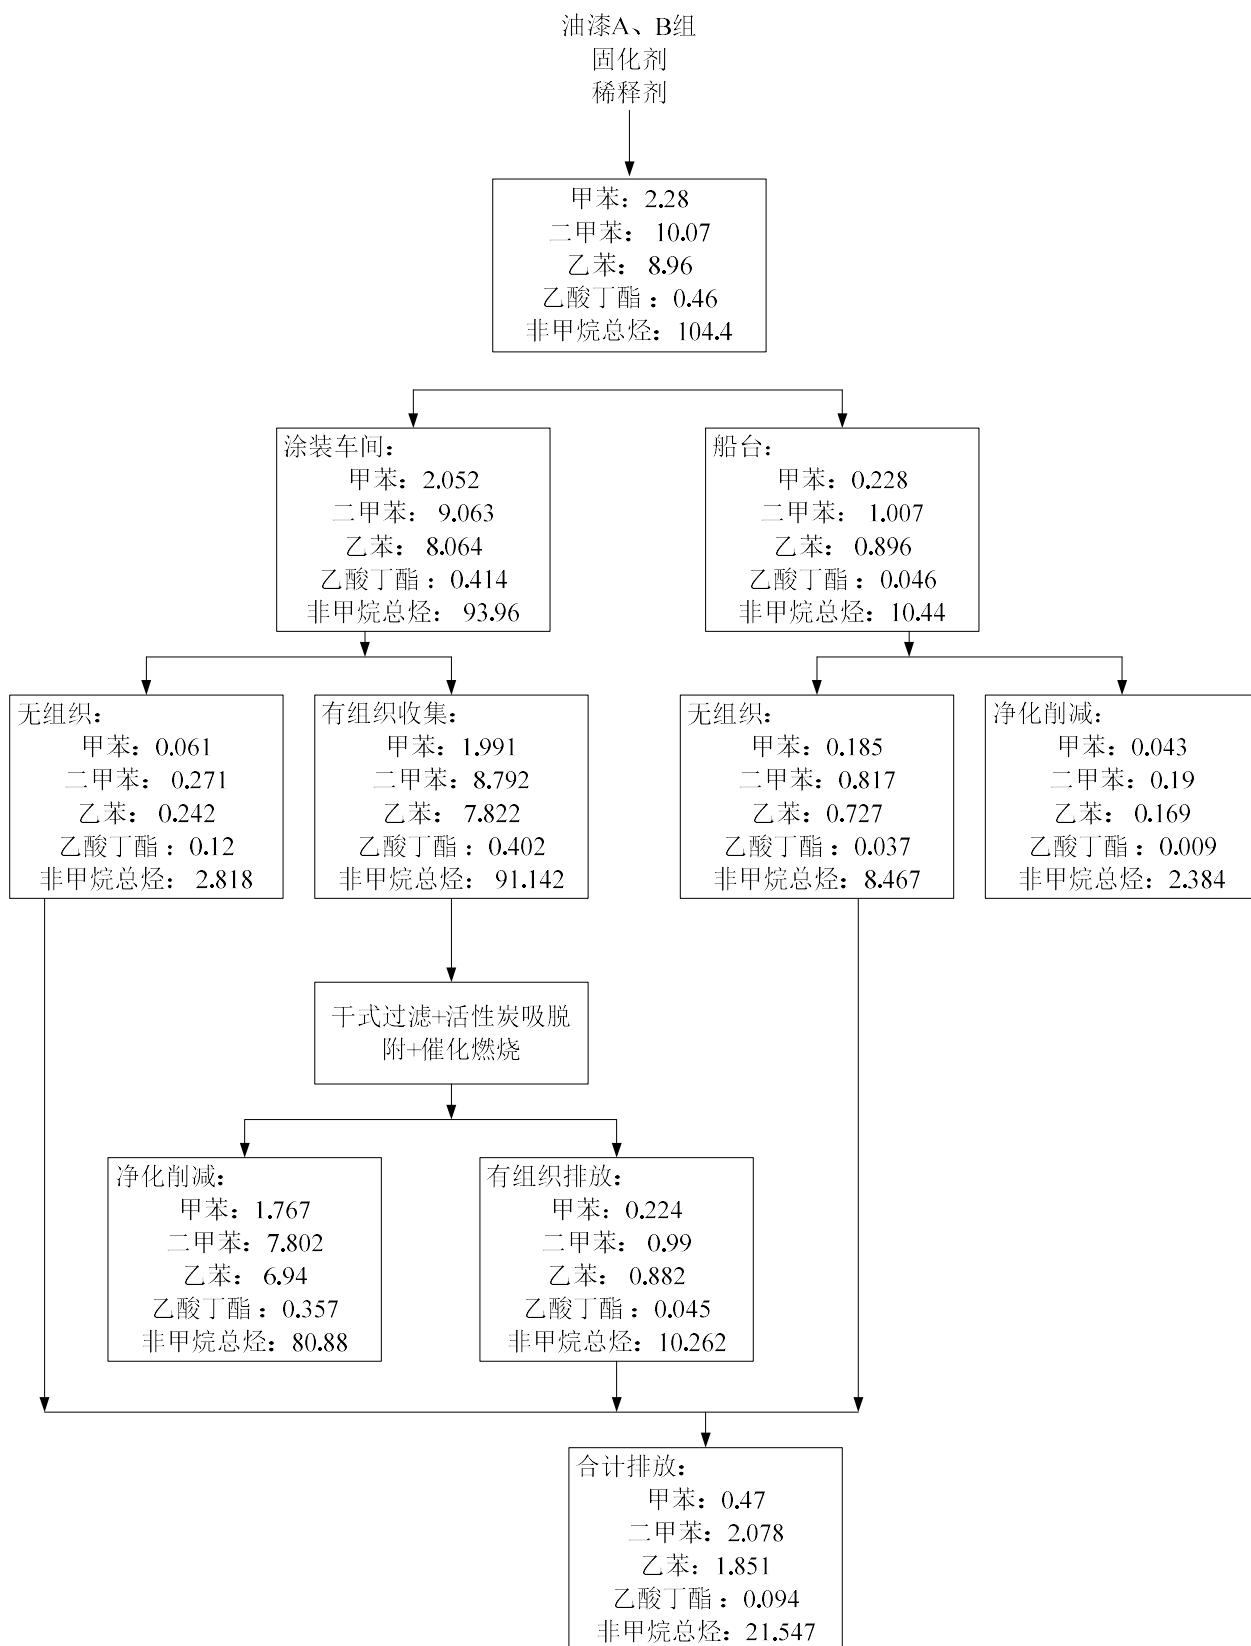 油漆A、B组
固化剂
稀释剂
甲苯：2.28
二甲苯： 10.07
乙苯： 8.96
乙酸丁酯：0.46
非甲烷总烃：104.4
涂装车间：
甲苯：2.052
二甲苯： 9.063
乙苯： 8.064
乙酸丁酯：0.414
非甲烷总烃： 93.96
船台：
甲苯：0.228
二甲苯： 1.007
乙苯：0.896
乙酸丁酯：0.046
非甲烷总烃：10.44
无组织：
甲苯：0.061
二甲苯： 0.271
乙苯：0.242
乙酸丁酯：0.12
非甲烷总烃： 2.818
有组织收集：
甲苯：1.991
二甲苯：8.792
乙苯：7.822
乙酸丁酯：0.402
非甲烷总烃：91.142
无组织：
甲苯：0.185
二甲苯：0.817
乙苯：0.727
乙酸丁酯：0.037
非甲烷总烃：8.467
净化削减：
甲苯：0.043
二甲苯：0.19
乙苯：0.169
乙酸丁酯：0.009
非甲烷总烃：2.384
干式过滤+活性炭吸脱
附+催化燃烧
净化削减：
甲苯：1.767
二甲苯：7.802
乙苯：6.94
乙酸丁酯：0.357
非甲烷总烃：80.88
有组织排放：
甲苯：0.224
二甲苯：0.99
乙苯：0.882
乙酸丁酯：0.045
非甲烷总烃：10.262
合计排放：
甲苯：0.47
二甲苯：2.078
乙苯：1.851
乙酸丁酯：0.094
非甲烷总烃：21.547